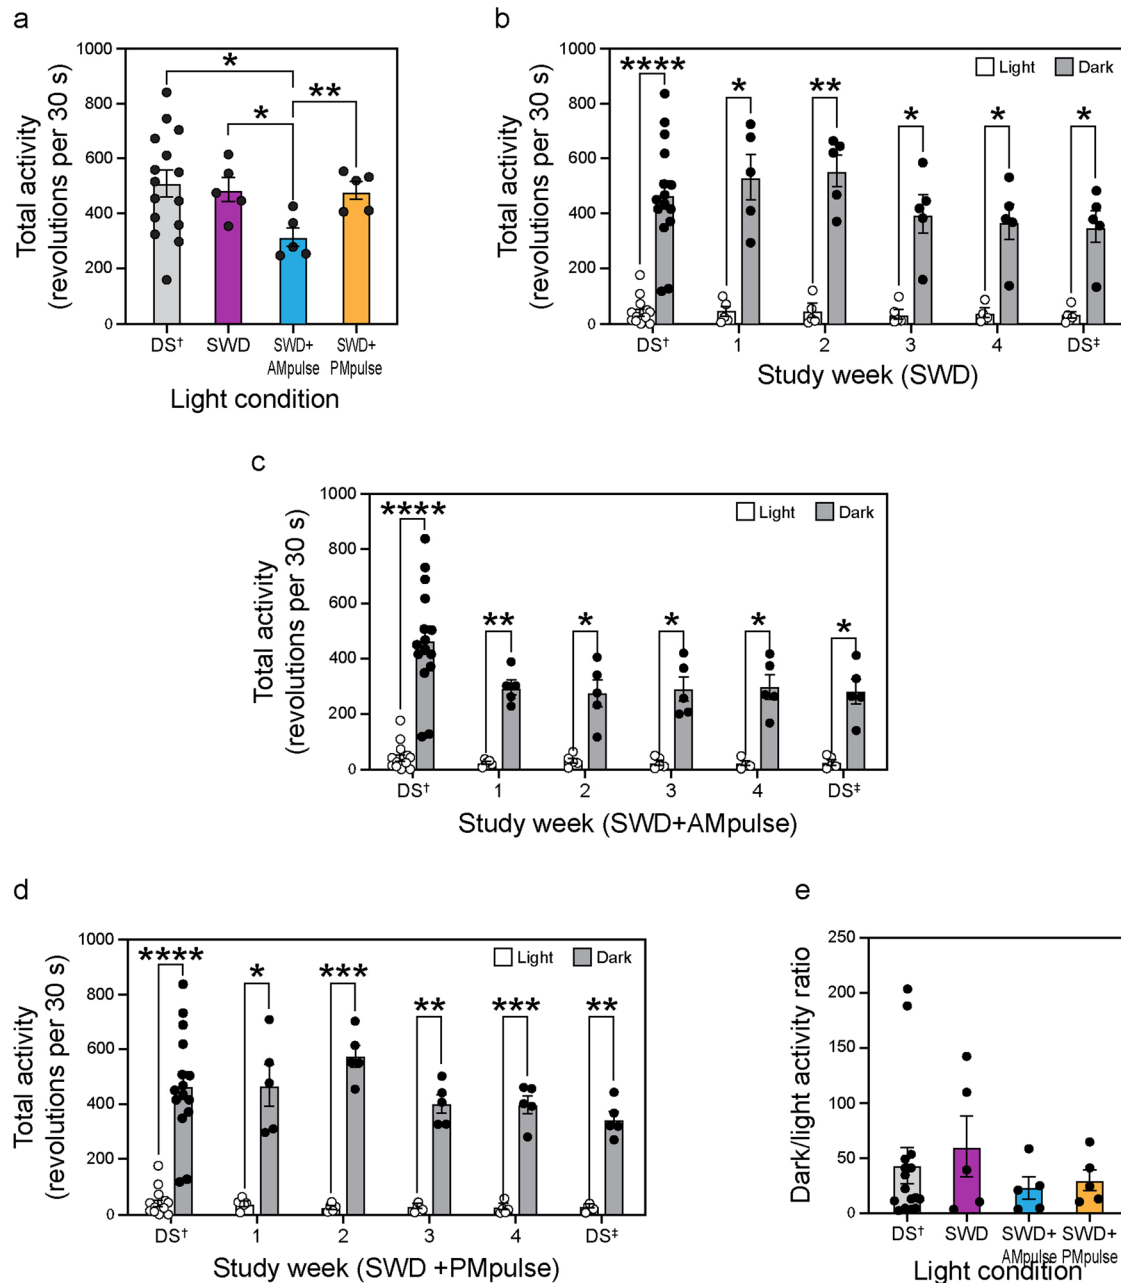 a
1000
800
600
400
200
0
Total activity
(revolutions per 30 s)
*
*
**
DS†
SWD
SWD+
AMpulse
SWD+
PMpulse
Light condition
b
1000
800
600
400
200
0
Total activity
(revolutions per 30 s)
Light
Dark
****
*
**
*
*
*
DS†
1
2
3
4
DS‡
Study week (SWD)
c
1000
800
600
400
200
0
Total activity
(revolutions per 30 s)
Light
Dark
****
**
*
*
*
*
DS†
1
2
3
4
DS‡
Study week (SWD+AMpulse)
d
1000
800
600
400
200
0
Total activity
(revolutions per 30 s)
Light
Dark
****
*
***
**
***
**
DS†
1
2
3
4
DS‡
Study week (SWD +PMpulse)
e
250
200
150
100
50
0
Dark/light activity ratio
DS†
SWD
SWD+
AMpulse
SWD+
PMpulse
Light condition